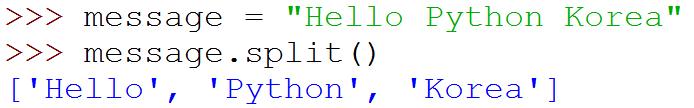 >>> message = "Hello Python Korea"
>>> message.split()
['Hello', 'Python', 'Korea']